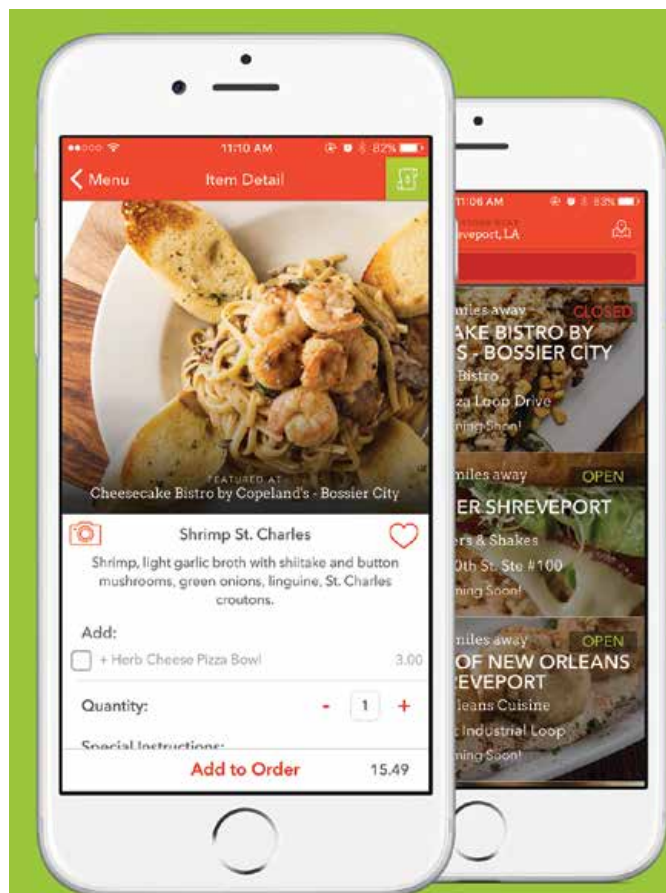 11:10 AM
82%
Menu
Item Detail
FEATURED AT
Cheesecake Bistro by Copeland's - Bossier City
Shrimp St. Charles
Shrimp, light garlic broth with shiitake and button
mushrooms, green onions, linguine, St. Charles
croutons.
Add:
+ Herb Cheese Pizza Bowl 3.00
Quantity: - 1 +
Special Instructions:
Add to Order 15.49
11:06 AM
83%
eveport, LA
miles away
CLOSED
AKE BISTRO BY
S - BOSSIER CITY
Bistro
za Loop Drive
ning Soon!
miles away
OPEN
ER SHREVEPORT
ers & Shakes
0th St. Ste #100
ning Soon!
miles away
OPEN
OF NEW ORLEANS
EVEPORT
leans Cuisine
Industrial Loop
ning Soon!